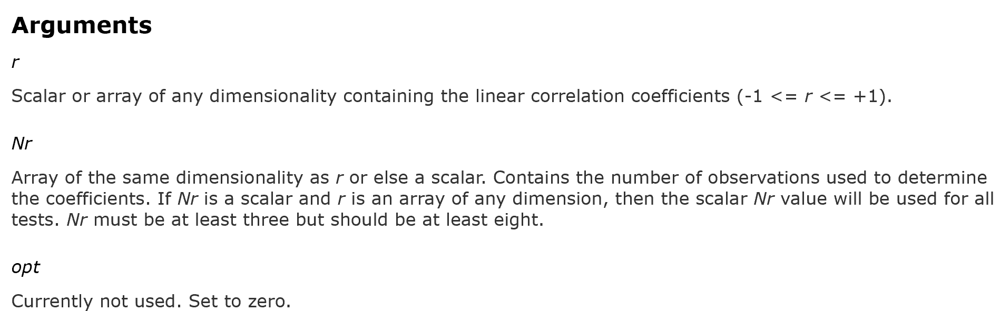 Arguments
r
Scalar or array of any dimensionality containing the linear correlation coefficients (-1 <= r <= +1).
Nr
Array of the same dimensionality as r or else a scalar. Contains the number of observations used to determine
the coefficients. If Nr is a scalar and r is an array of any dimension, then the scalar Nr value will be used for all
tests. Nr must be at least three but should be at least eight.
opt
Currently not used. Set to zero.